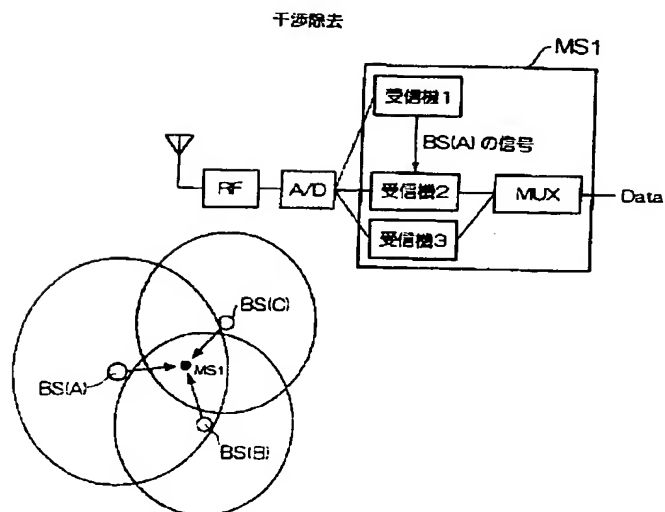 干渉除去
MS1
受信機1
BS(A) の信号
RF
A/D
受信機2
MUX
Data
受信機3
BS(C)
MS1
BS(A)
BS(B)